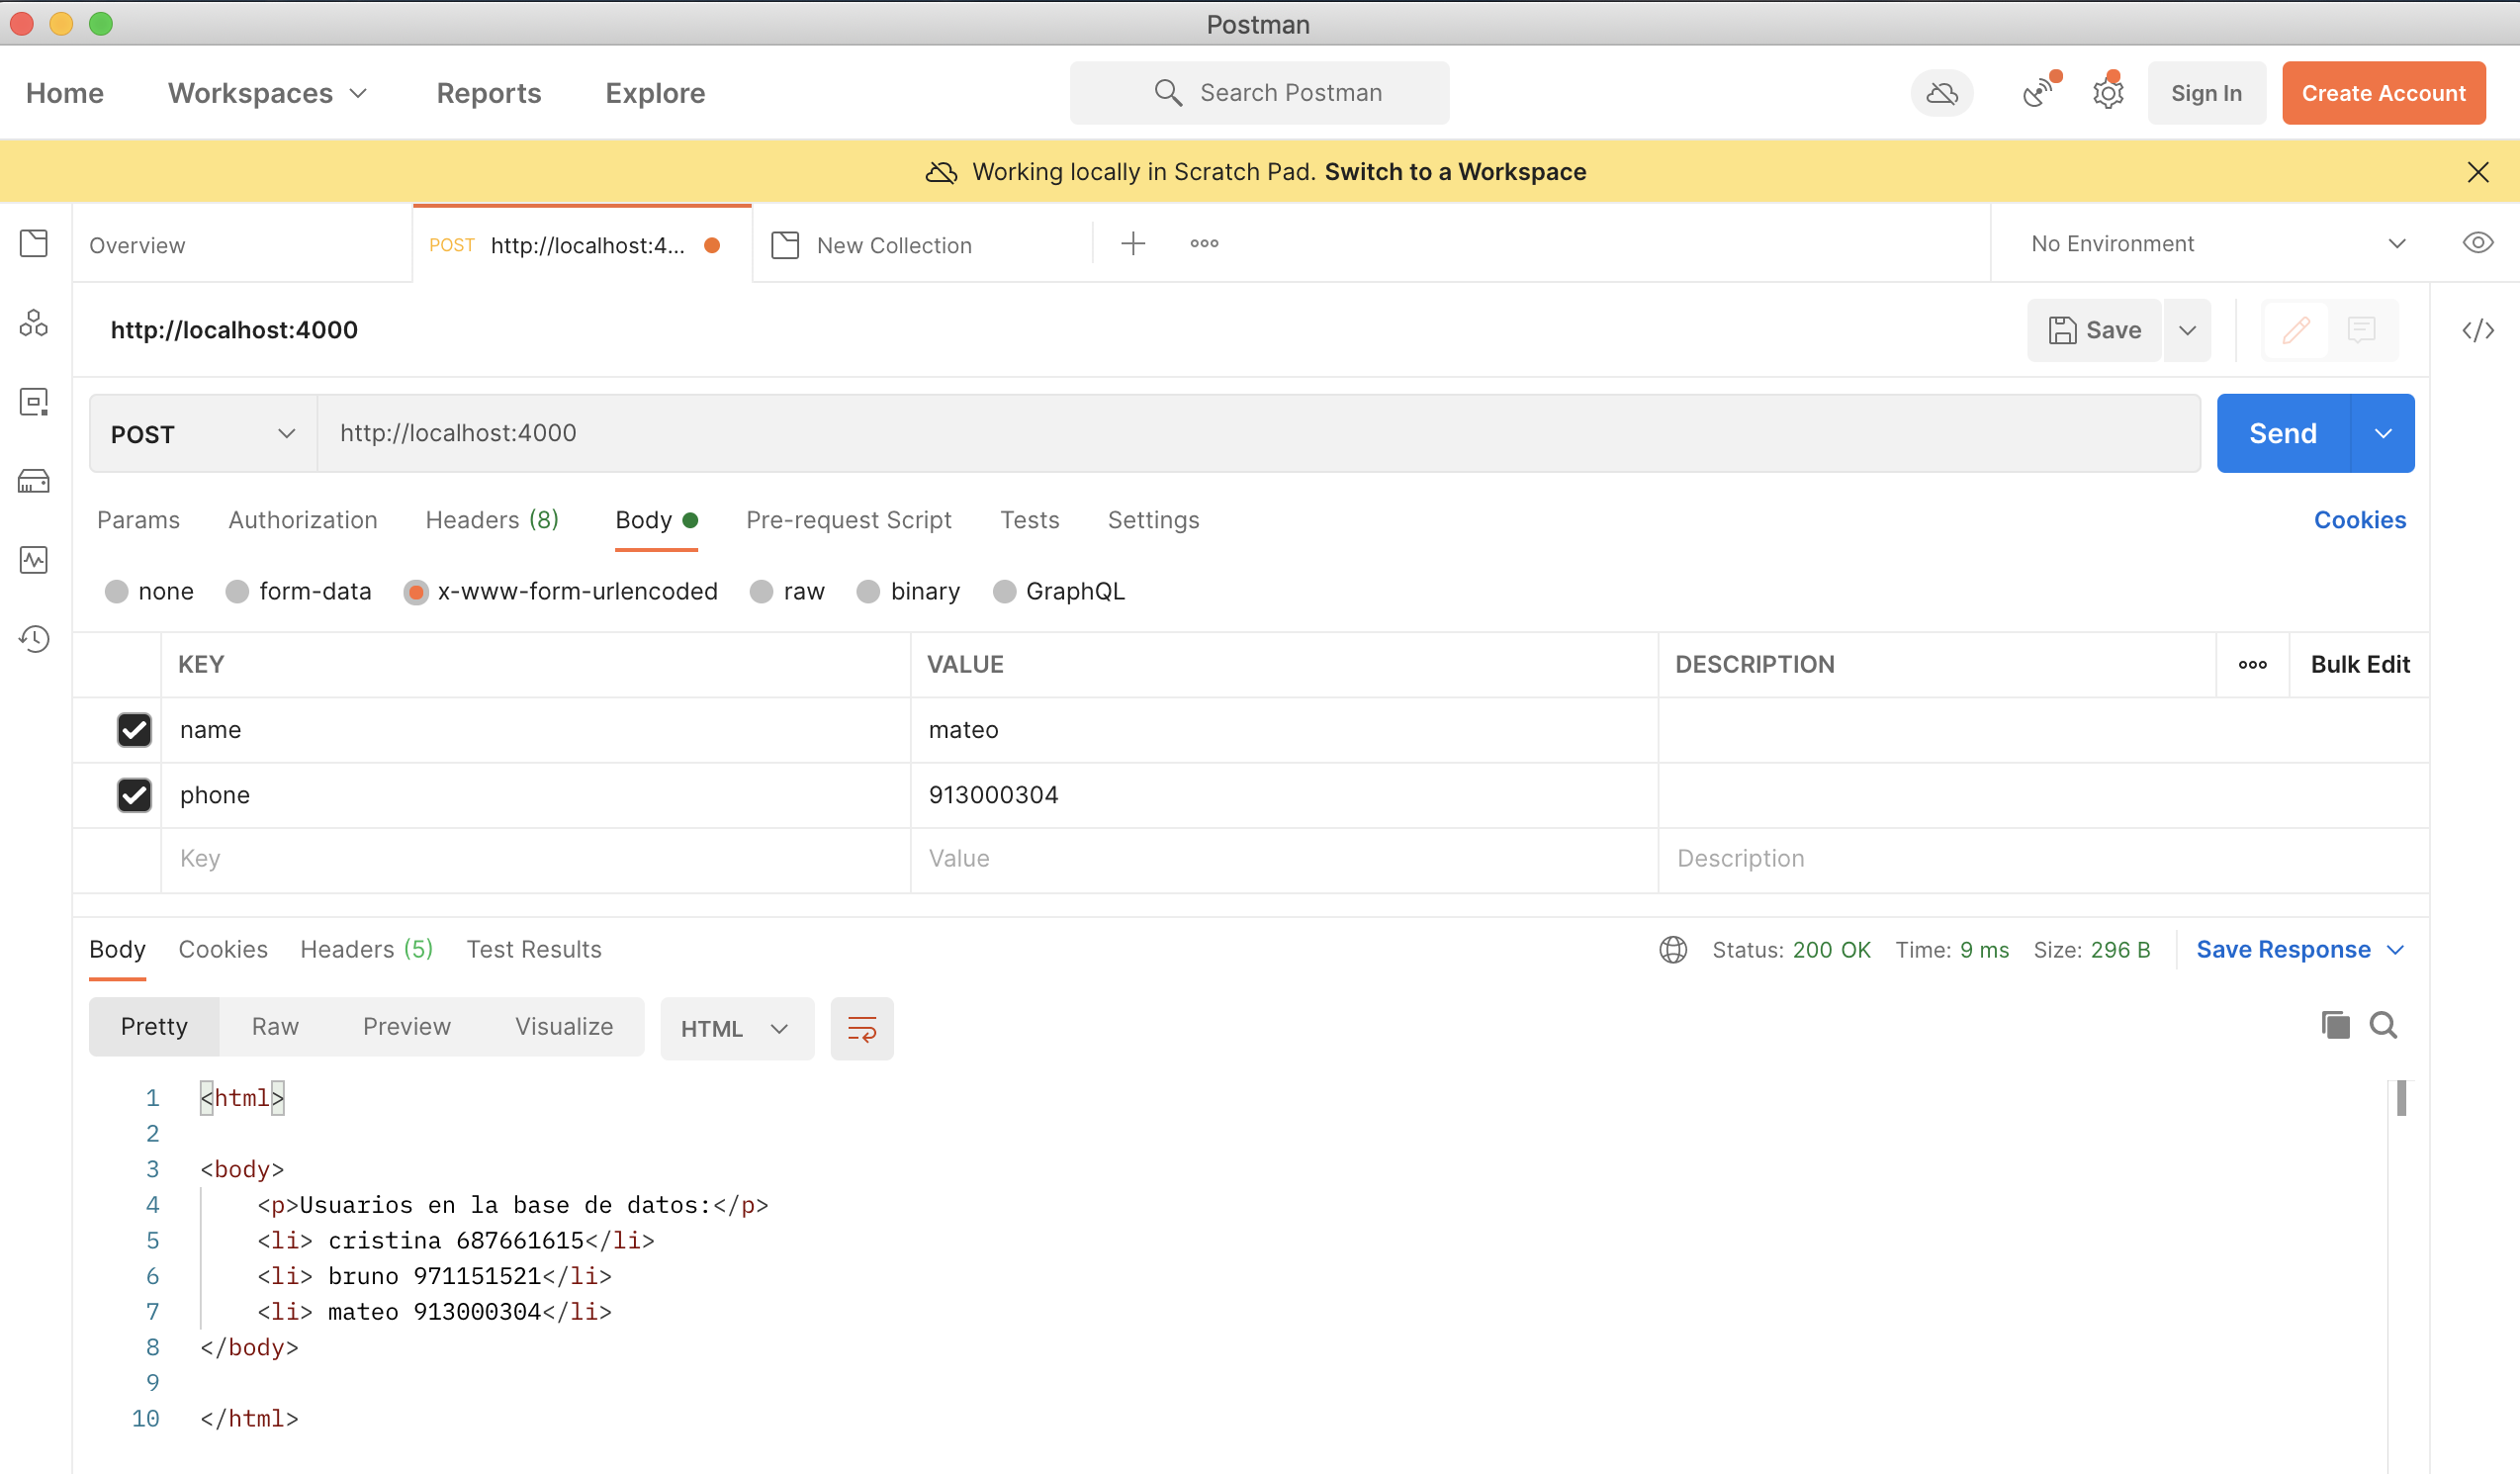 Postman
Home Workspaces Reports Explore Search Postman Sign In Create Account
Working locally in Scratch Pad. Switch to a Workspace
Overview POST http://localhost:4... New Collection No Environment
http://localhost:4000 Save
POST http://localhost:4000 Send
Params Authorization Headers (8) Body Pre-request Script Tests Settings Cookies
none form-data x-www-form-urlencoded raw binary GraphQL
KEY VALUE DESCRIPTION Bulk Edit
name mateo
phone 913000304
Key Value Description
Body Cookies Headers (5) Test Results Status: 200 OK Time: 9 ms Size: 296 B Save Response
Pretty Raw Preview Visualize HTML
1 <html>
2
3 <body>
4 <p>Usuarios en la base de datos:</p>
5 <li> cristina 687661615</li>
6 <li> bruno 971151521</li>
7 <li> mateo 913000304</li>
8 </body>
9
10 </html>